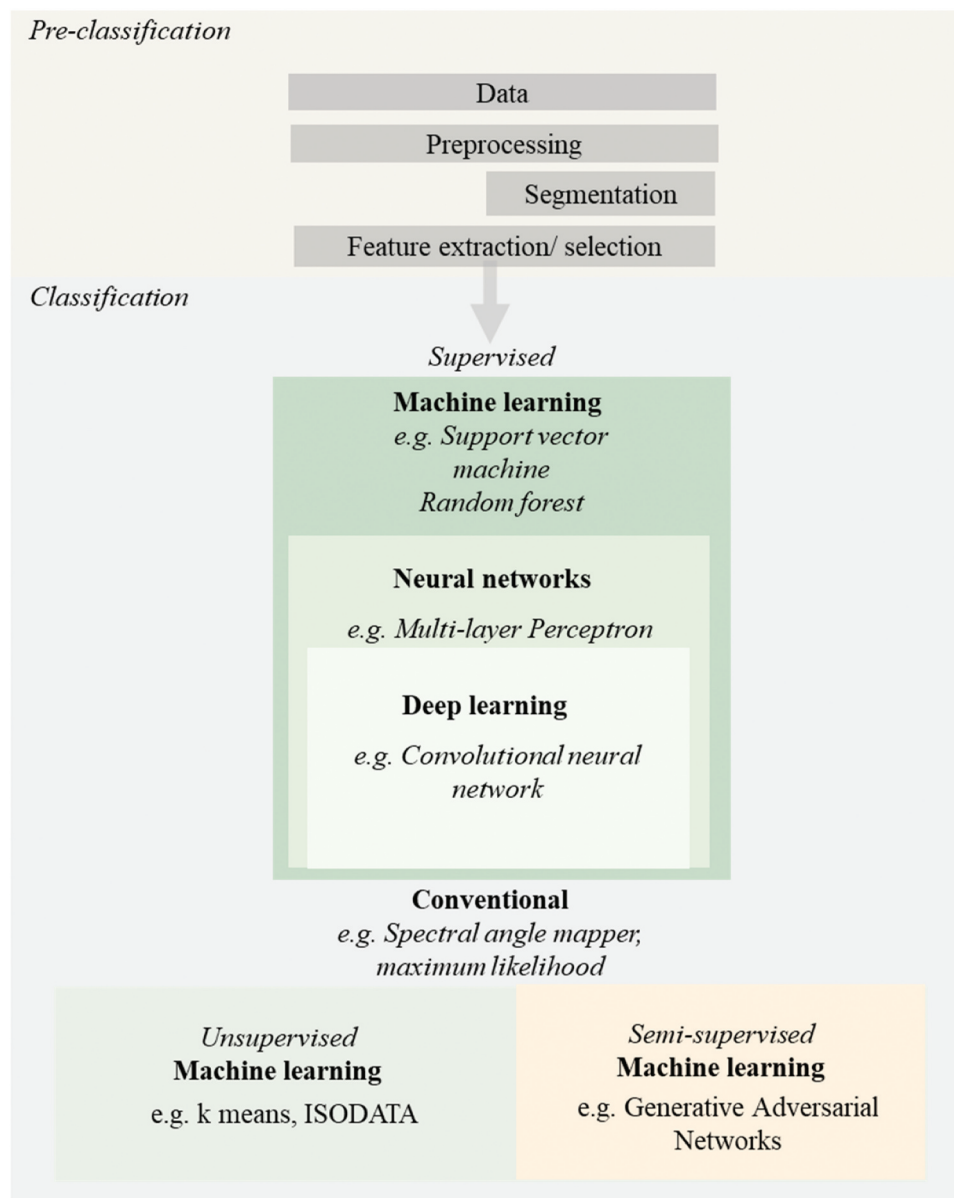 Pre-classification
Data
Preprocessing
Segmentation
Feature extraction/ selection
Classification
Supervised
Machine learning
e.g. Support vector
machine
Random forest
Neural networks
e.g. Multi-layer Perceptron
Deep learning
e.g. Convolutional neural
network
Conventional
e.g. Spectral angle mapper,
maximum likelihood
Unsupervised
Machine learning
e.g. k means, ISODATA
Semi-supervised
Machine learning
e.g. Generative Adversarial
Networks